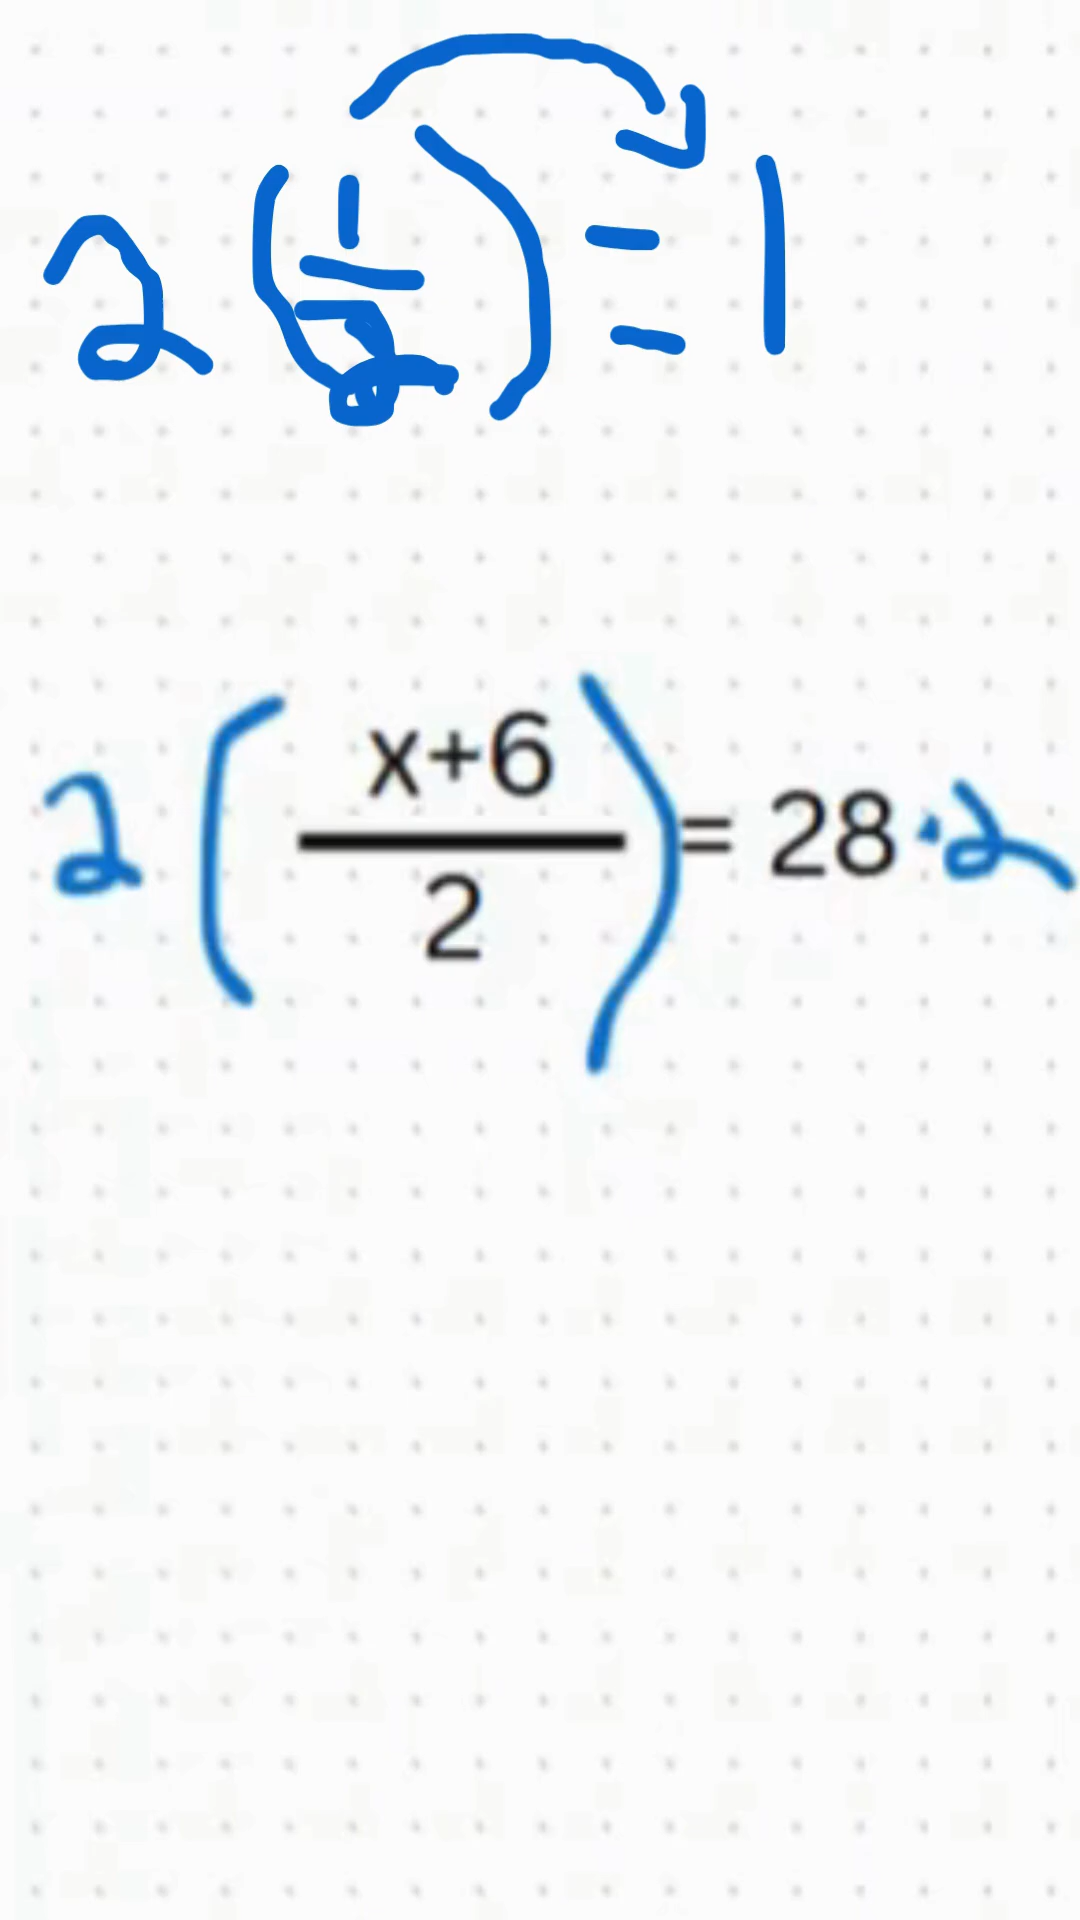 2(1/2) = 1
2(x+6/2) = 28 · 2